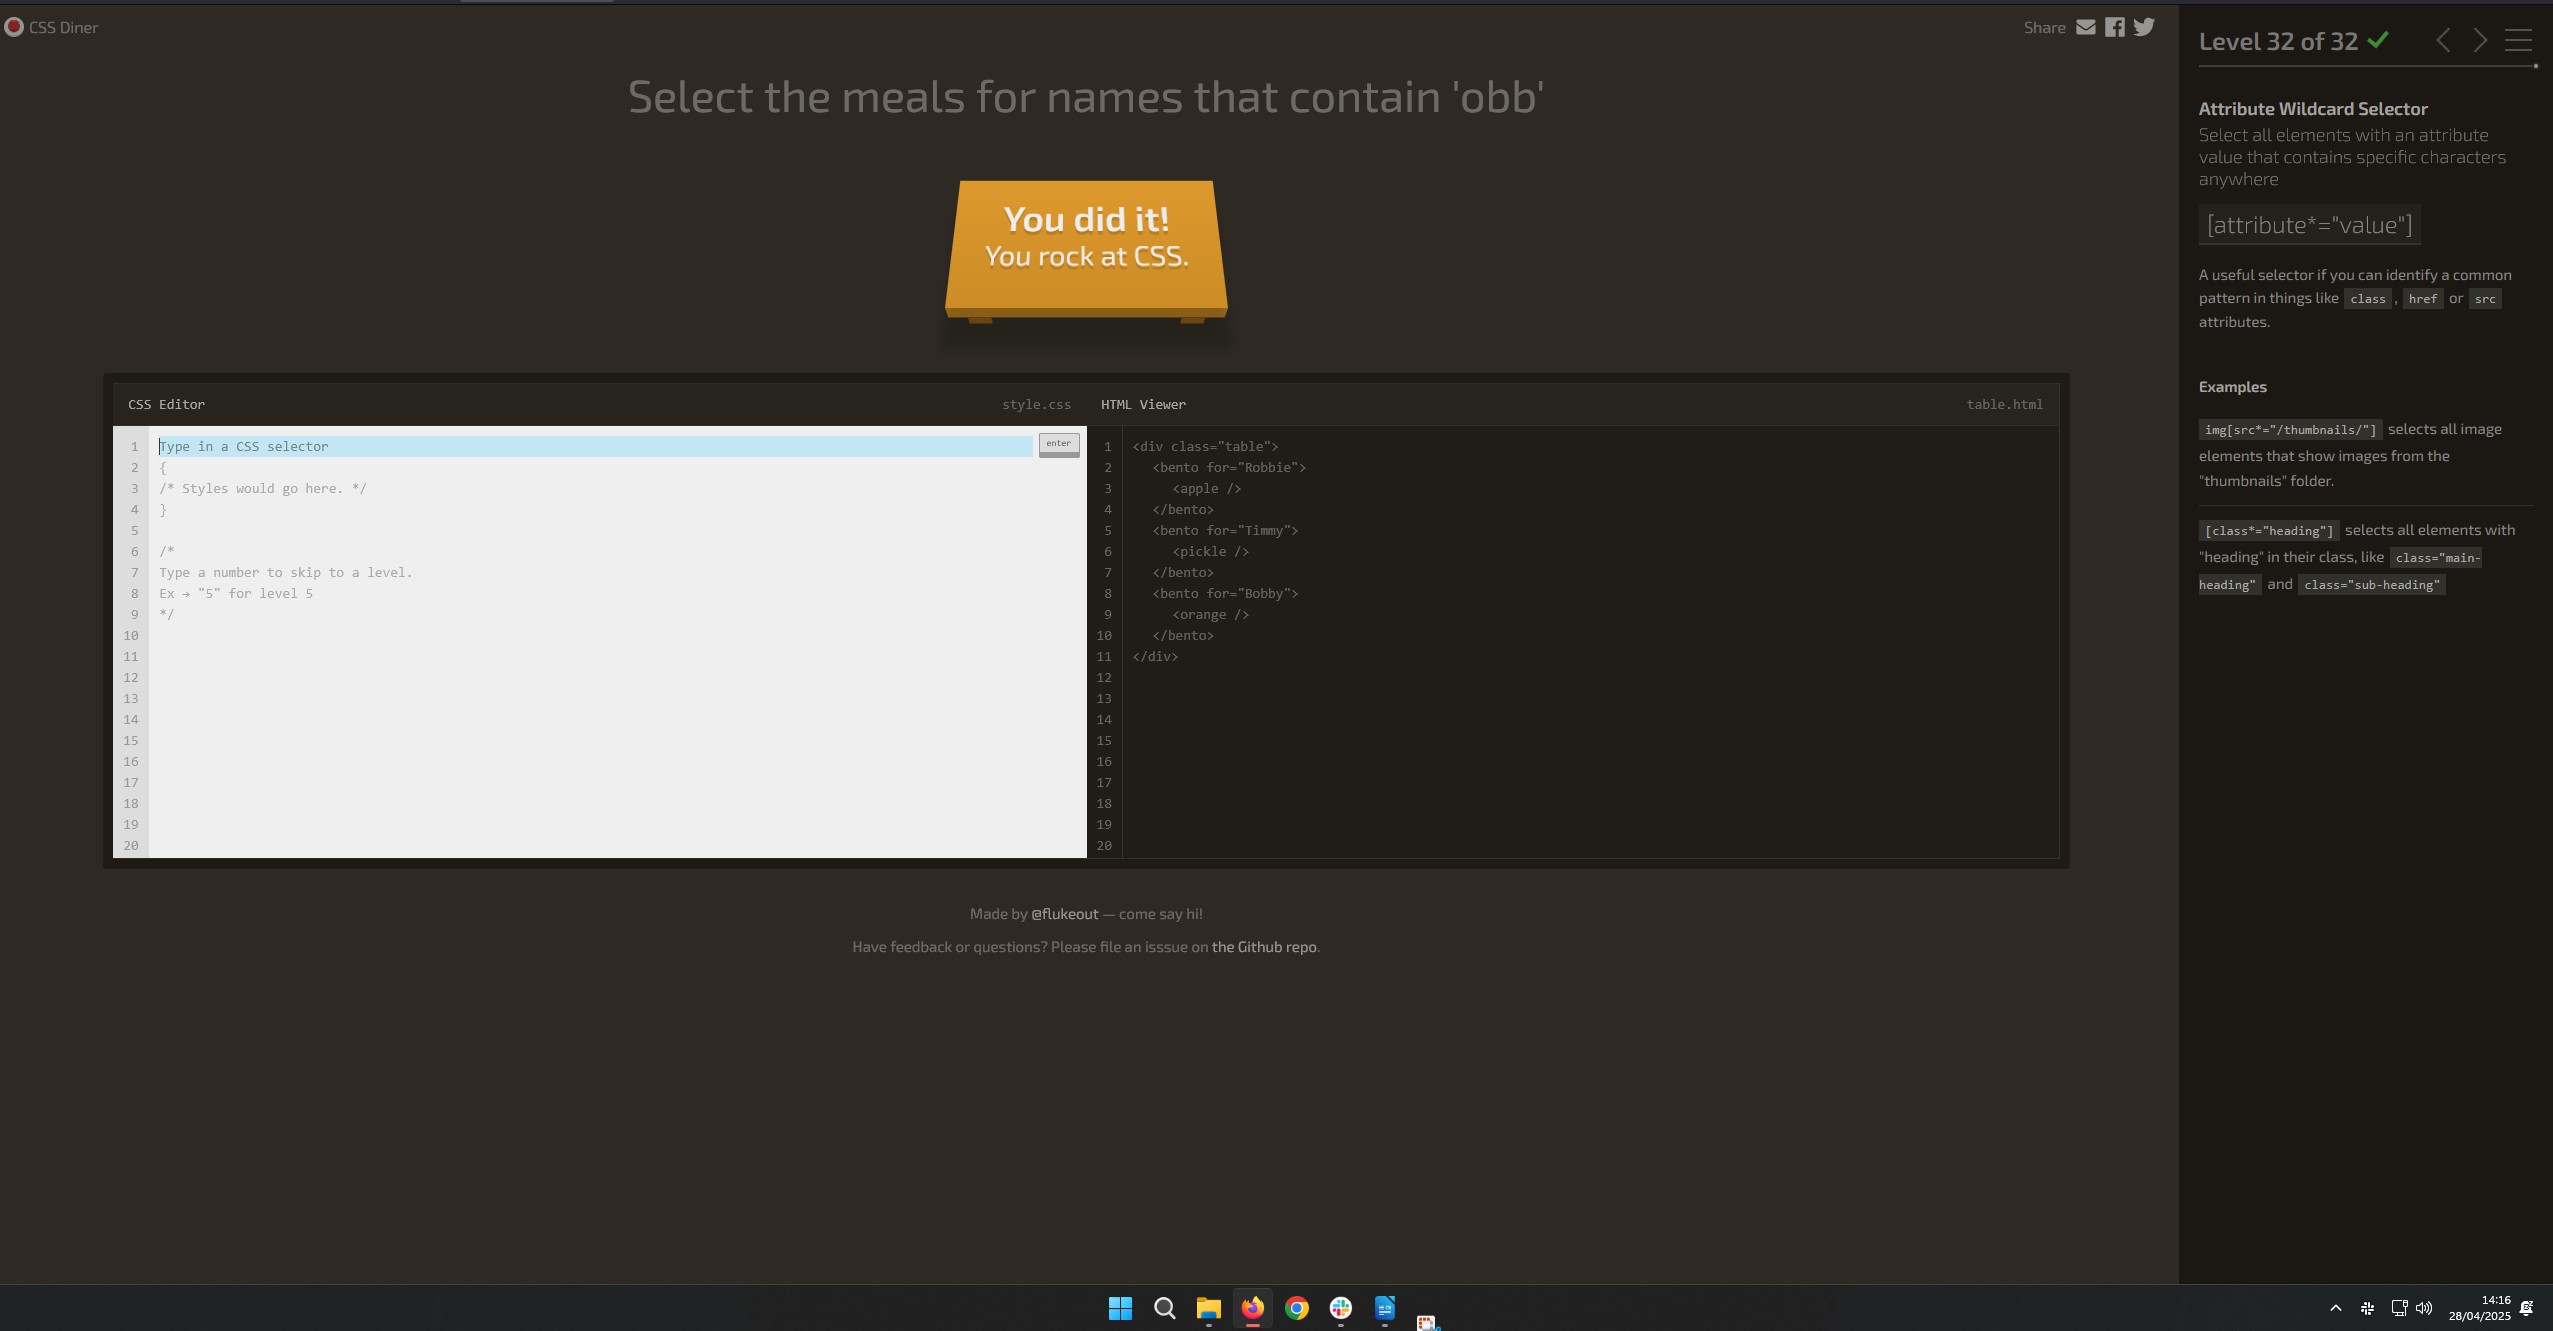 CSS Diner
Share
Select the meals for names that contain 'obb'
You did it!
You rock at CSS.
CSS Editor
style.css
HTML Viewer
table.html
1
2
3
4
5
6
7
8
9
10
11
12
13
14
15
16
17
18
19
20
Type in a CSS selector
enter
{
/* Styles would go here. */
}
/*
Type a number to skip to a level.
Ex → "5" for level 5
*/
1
2
3
4
5
6
7
8
9
10
11
12
13
14
15
16
17
18
19
20
<div class="table">
<bento for="Robbie">
<apple />
</bento>
<bento for="Timmy">
<pickle />
</bento>
<bento for="Bobby">
<orange />
</bento>
</div>
Made by @flukeout — come say hi!
Have feedback or questions? Please file an isssue on the Github repo.
Level 32 of 32
Attribute Wildcard Selector
Select all elements with an attribute
value that contains specific characters
anywhere
[attribute*="value"]
A useful selector if you can identify a common
pattern in things like class , href or src
attributes.
Examples
img[src*="/thumbnails/"] selects all image
elements that show images from the
"thumbnails" folder.
[class*="heading"] selects all elements with
"heading" in their class, like class="main-
heading" and class="sub-heading"
14:16
28/04/2025